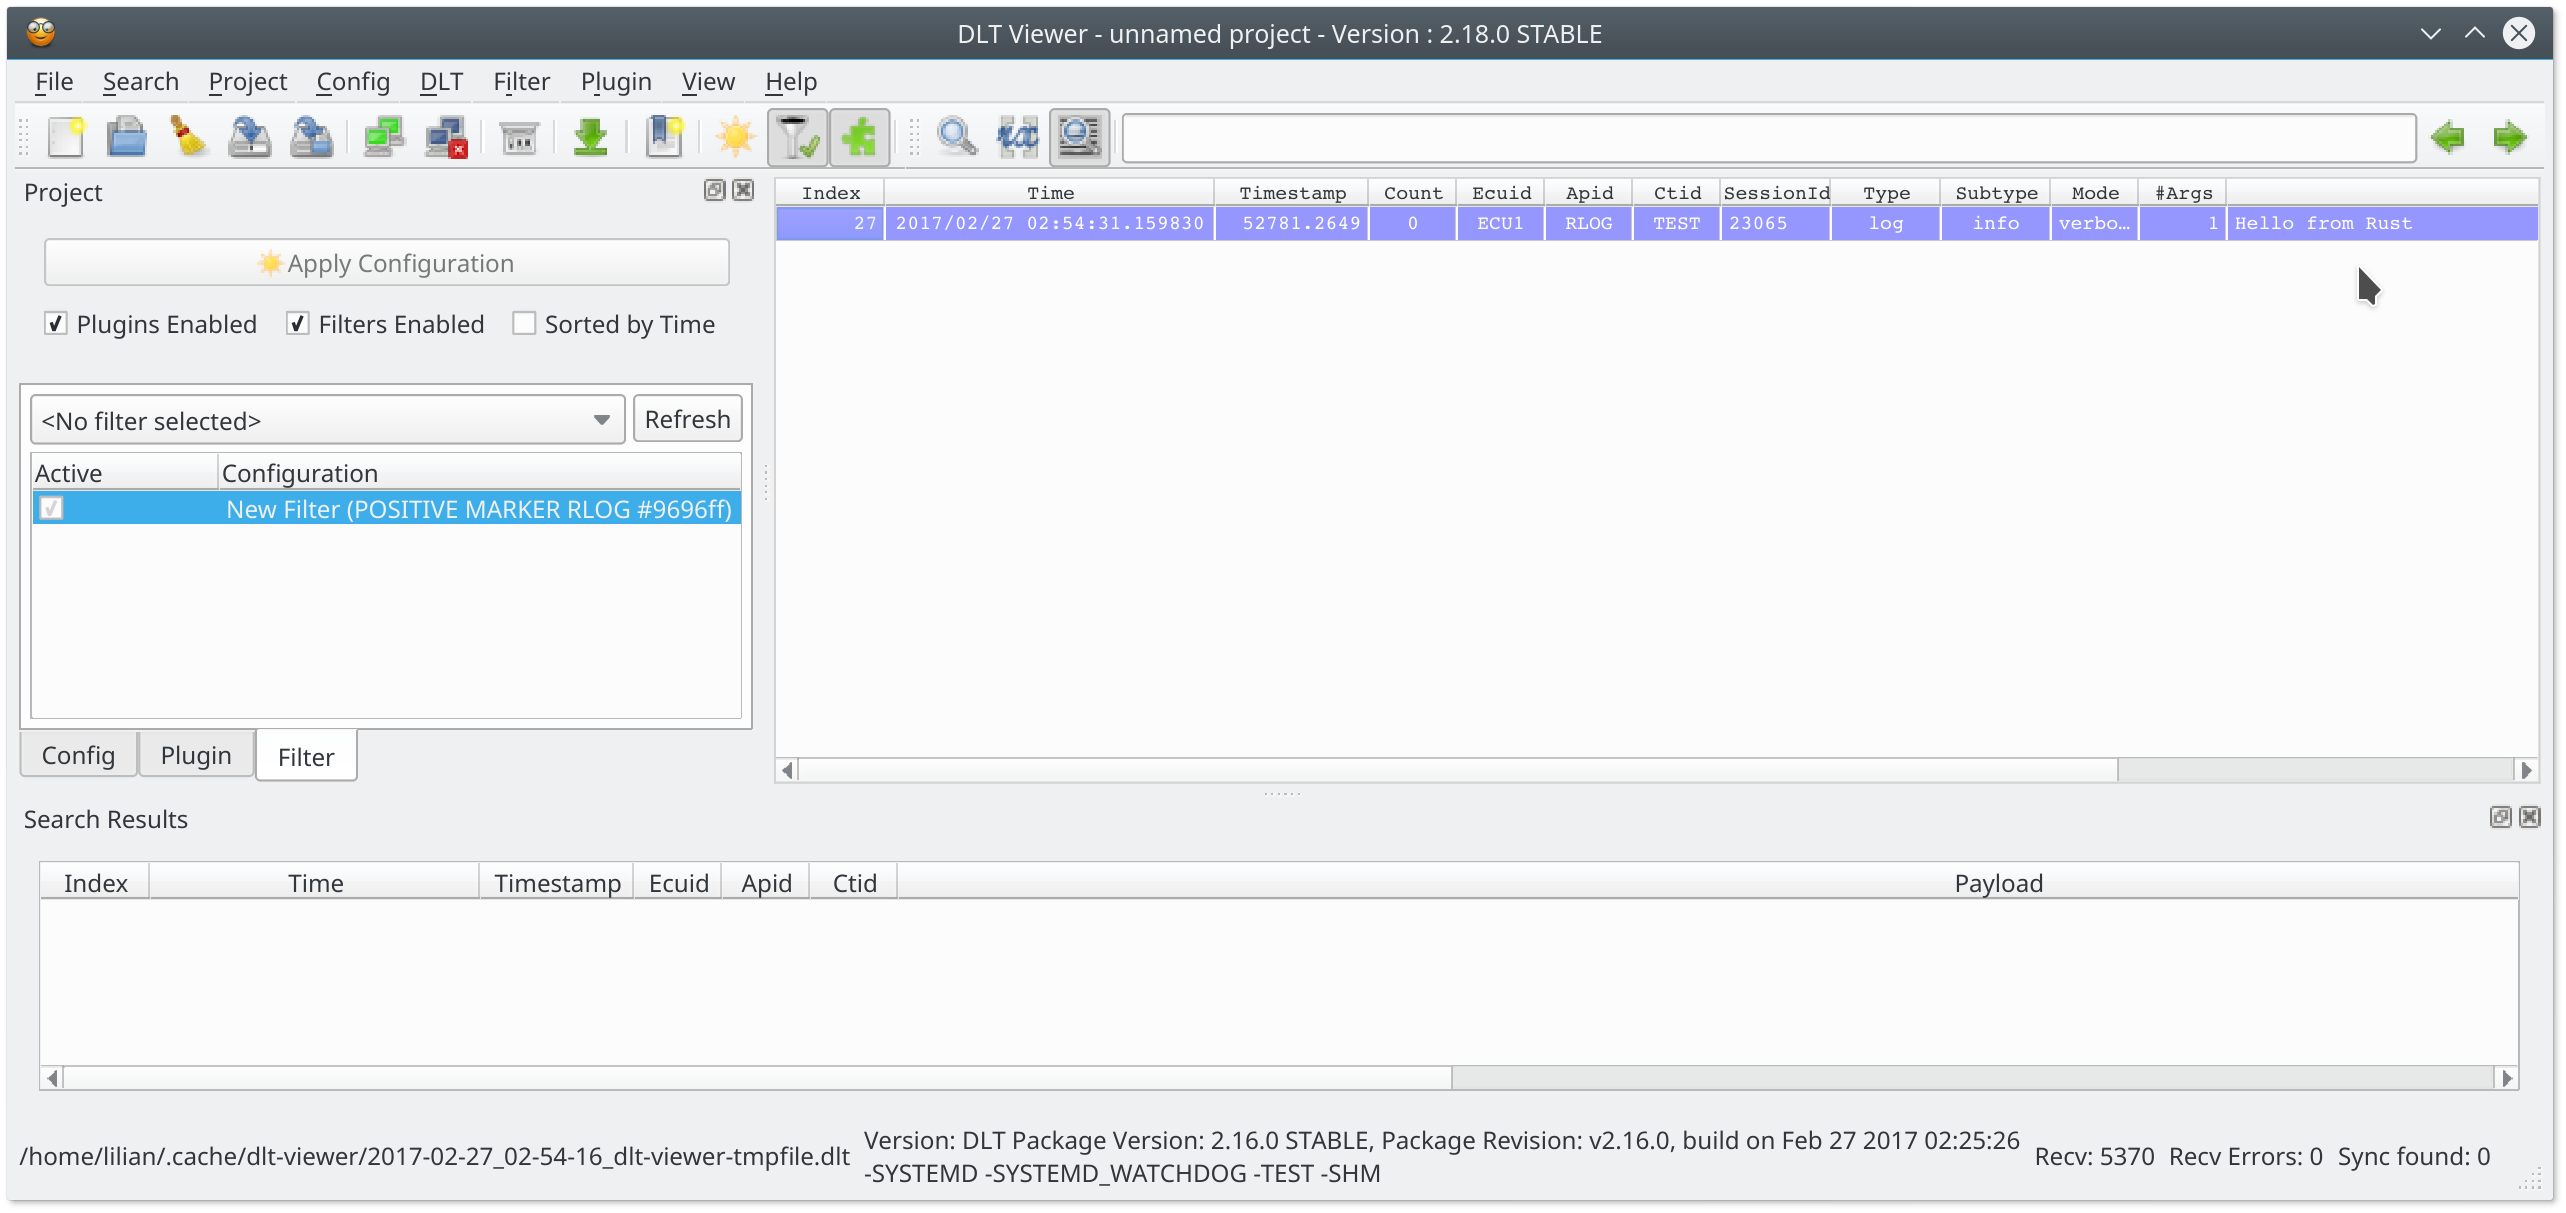 DLT Viewer - unnamed project - Version : 2.18.0 STABLE
File Search Project Config DLT Filter Plugin View Help
Project
Apply Configuration
Plugins Enabled Filters Enabled Sorted by Time
<No filter selected> Refresh
Active Configuration
New Filter (POSITIVE MARKER RLOG #9696ff)
Config Plugin Filter
Index Time Timestamp Count Ecuid Apid Ctid SessionId Type Subtype Mode #Args
27 2017/02/27 02:54:31.159830 52781.2649 0 ECU1 RLOG TEST 23065 log info verbo... 1 Hello from Rust
Search Results
Index Time Timestamp Ecuid Apid Ctid Payload
/home/lilian/.cache/dlt-viewer/2017-02-27_02-54-16_dlt-viewer-tmpfile.dlt
Version: DLT Package Version: 2.16.0 STABLE, Package Revision: v2.16.0, build on Feb 27 2017 02:25:26
-SYSTEMD -SYSTEMD_WATCHDOG -TEST -SHM
Recv: 5370 Recv Errors: 0 Sync found: 0